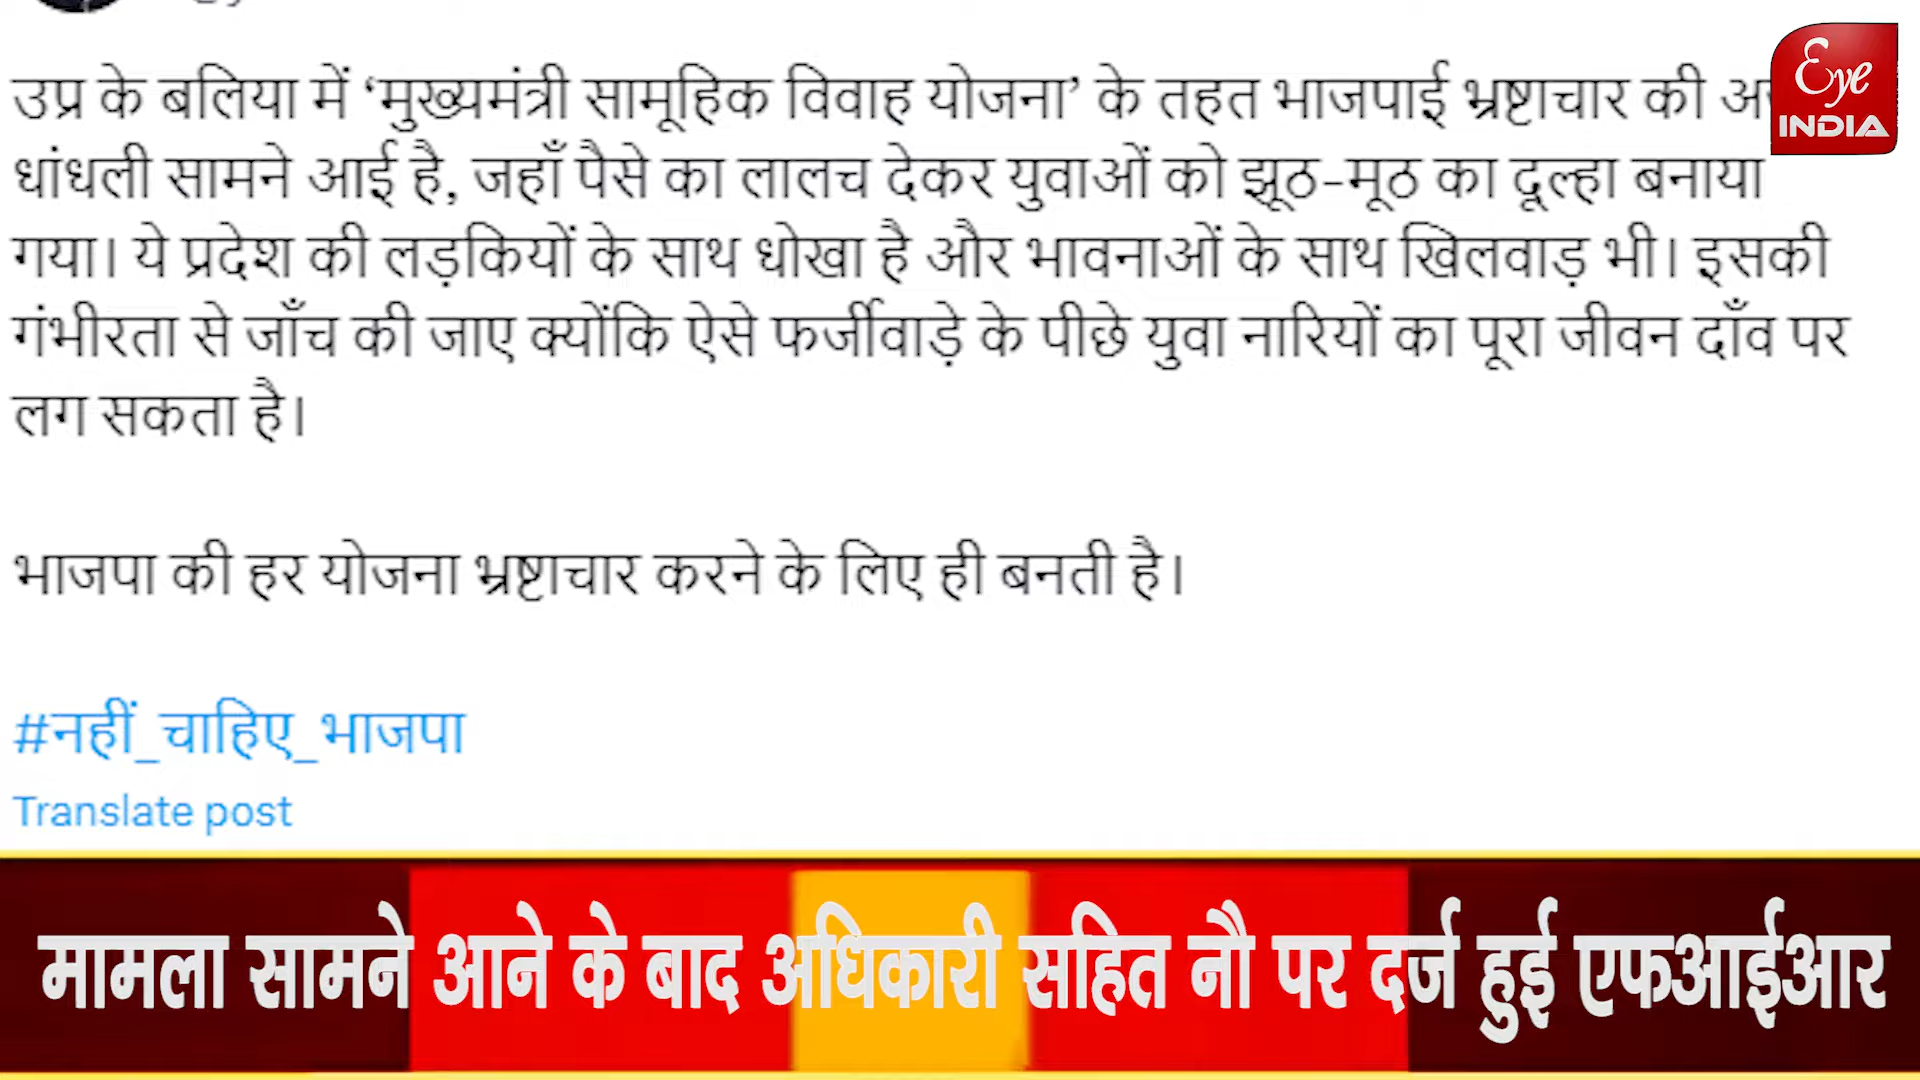 उप्र के बलिया में ‘मुख्यमंत्री सामूहिक विवाह योजना’ के तहत भाजपाई भ्रष्टाचार की
धांधली सामने आई है, जहाँ पैसे का लालच देकर युवाओं को झूठ-मूठ का दूल्हा बनाया
गया। ये प्रदेश की लड़कियों के साथ धोखा है और भावनाओं के साथ खिलवाड़ भी। इसकी
गंभीरता से जाँच की जाए क्योंकि ऐसे फर्जीवाड़े के पीछे युवा नारियों का पूरा जीवन दाँव पर
लग सकता है।
भाजपा की हर योजना भ्रष्टाचार करने के लिए ही बनती है।
#नहीं_चाहिए_भाजपा
Translate post
Eye
INDIA
मामला सामने आने के बाद अधिकारी सहित नौ पर दर्ज हुई एफआईआर